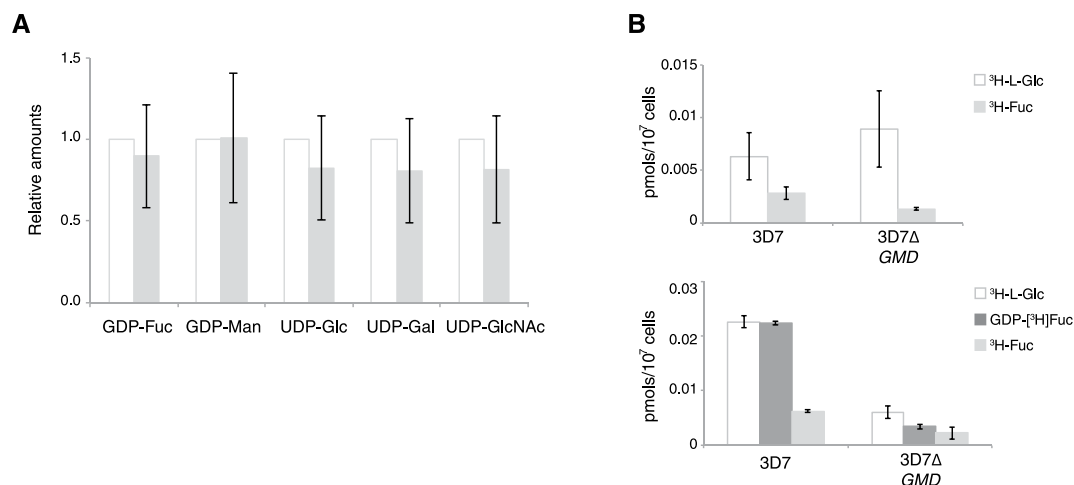 A
Relative amounts
1.5
1.0
0.5
0.0
GDP-Fuc GDP-Man UDP-Glc UDP-Gal UDP-GlcNAc
B
pmols/10⁷ cells
0.015
0.01
0.005
0
3D7 3D7Δ
GMD
³H-L-Glc
³H-Fuc
pmols/10⁷ cells
0.03
0.02
0.01
0
3D7 3D7Δ
GMD
³H-L-Glc
GDP-[³H]Fuc
³H-Fuc